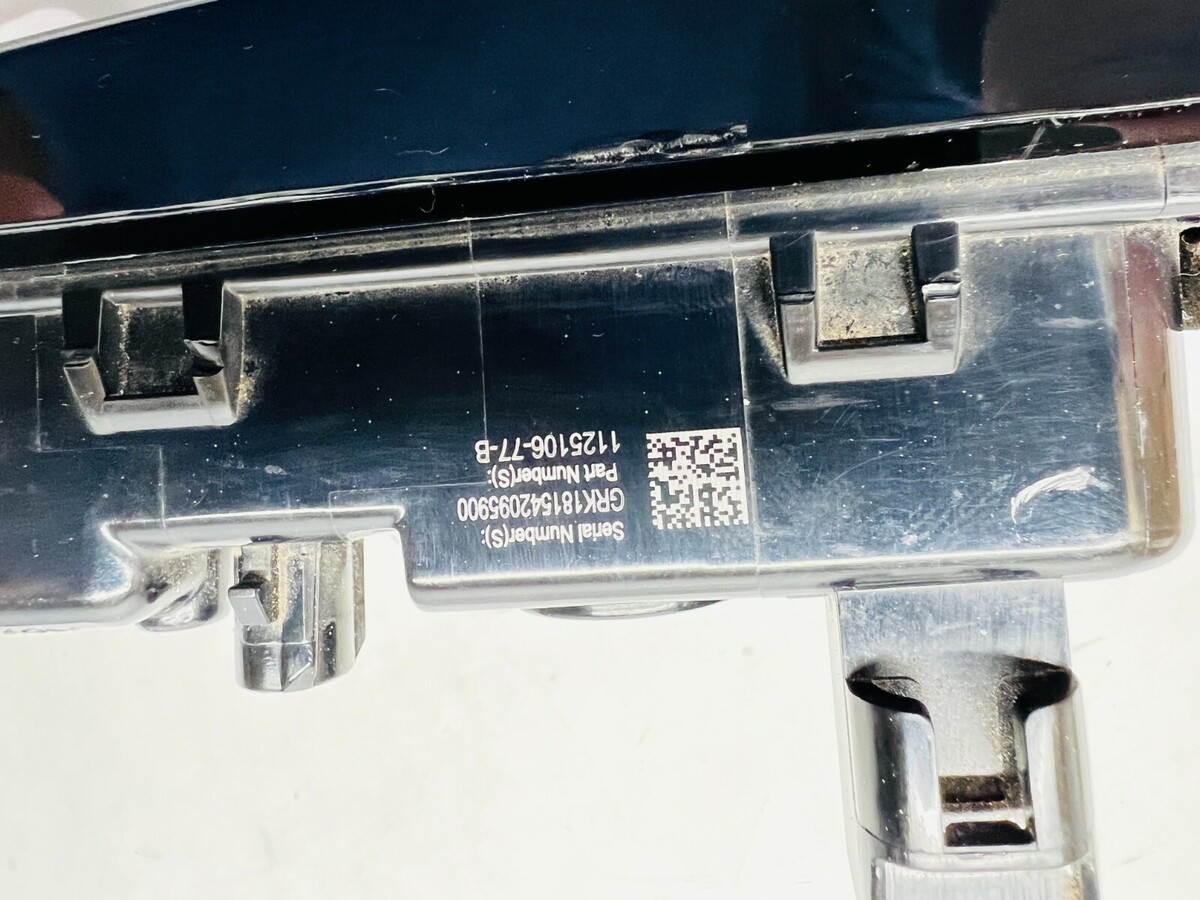 Serial Number(S):
GRK181542095900
Part Number(S):
1125106-77-B